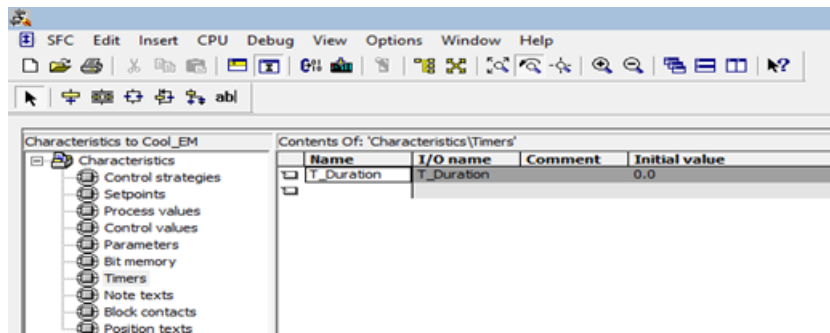 SFC Edit Insert CPU Debug View Options Window Help
abl
Characteristics to Cool_EM
Contents Of: 'Characteristics\Timers'
Characteristics
Control strategies
Setpoints
Process values
Control values
Parameters
Bit memory
Timers
Note texts
Block contacts
Position texts
Name I/O name Comment Initial value
T_Duration T_Duration 0.0